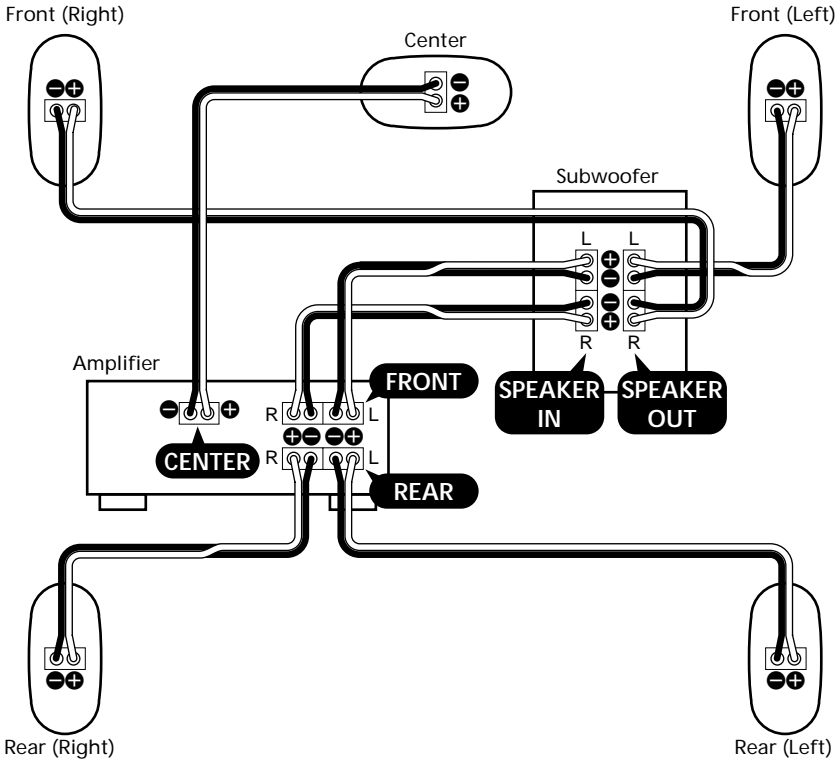 Front (Right)
Front (Left)
Center
− +
− +
−
+
Subwoofer
L L
+
−
−
+
R R
Amplifier
FRONT
SPEAKER IN
SPEAKER OUT
− +
R L
+ − − +
CENTER
R L
REAR
− +
− +
Rear (Right)
Rear (Left)